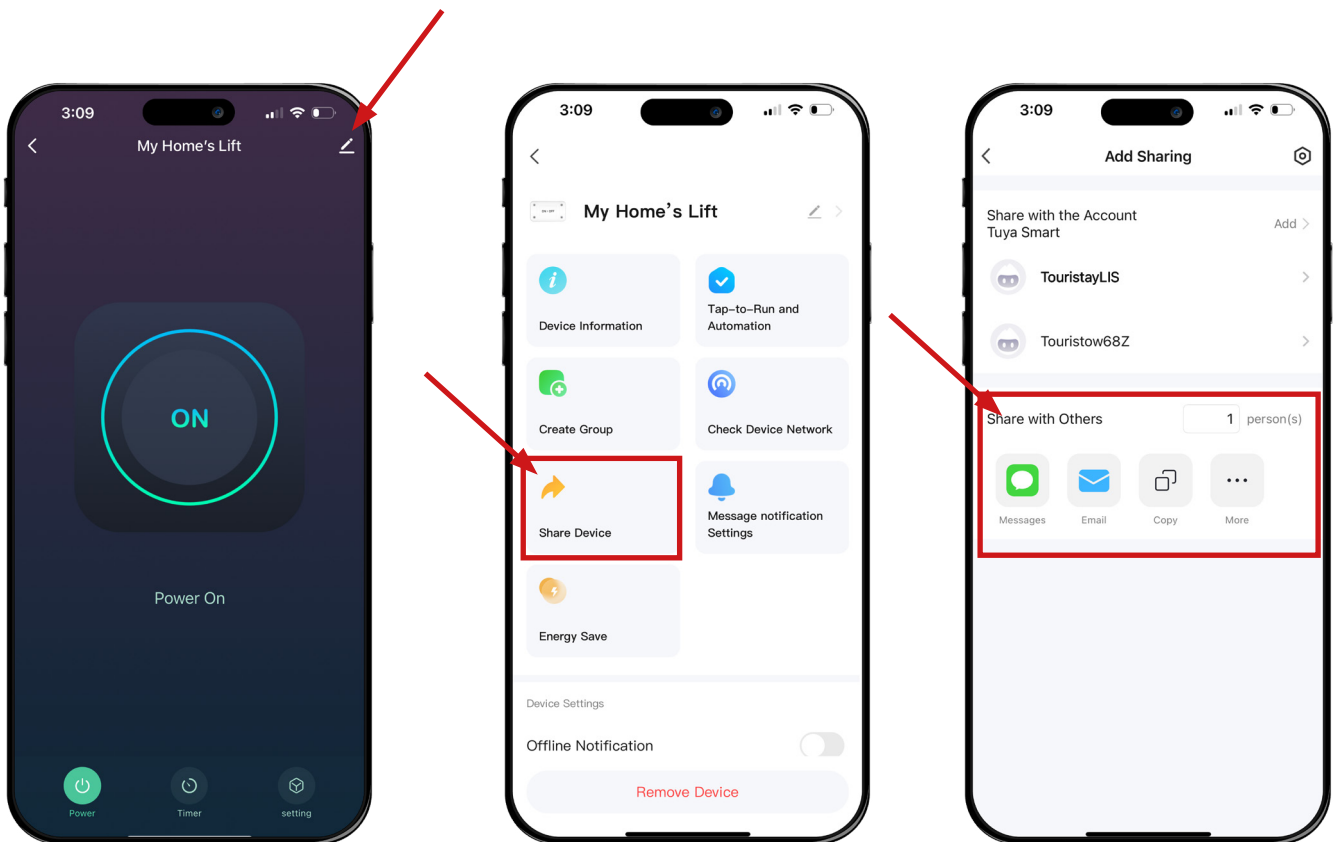 3:09
My Home's Lift
ON
Power On
Power
Timer
setting
3:09
My Home's Lift
Device Information
Tap-to-Run and
Automation
Create Group
Check Device Network
Share Device
Message notification
Settings
Energy Save
Device Settings
Offline Notification
Remove Device
3:09
Add Sharing
Share with the Account
Tuya Smart
Add
TouristayLIS
Touristow68Z
Share with Others
1 person(s)
Messages
Email
Copy
More